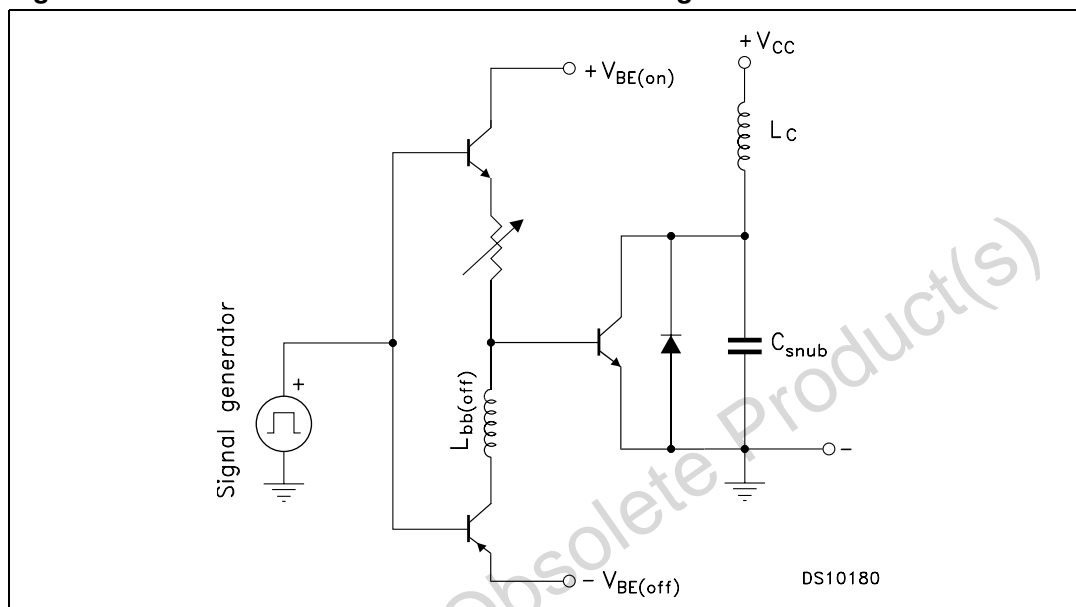 + V_CC
+ V_BE(on)
L_C
Signal generator
+
L_bb(off)
C_snub
-
- V_BE(off)
DS10180
Obsolete Product(s)